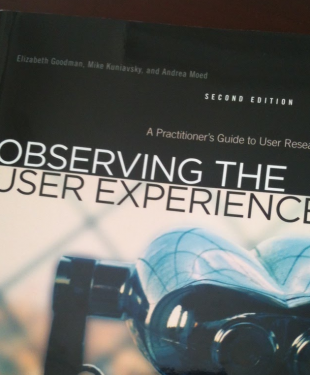 Elizabeth Goodman, Mike Kuniavsky, and Andrea Moed
SECOND EDITION
A Practitioner's Guide to User Resea
OBSERVING THE
USER EXPERIENCE